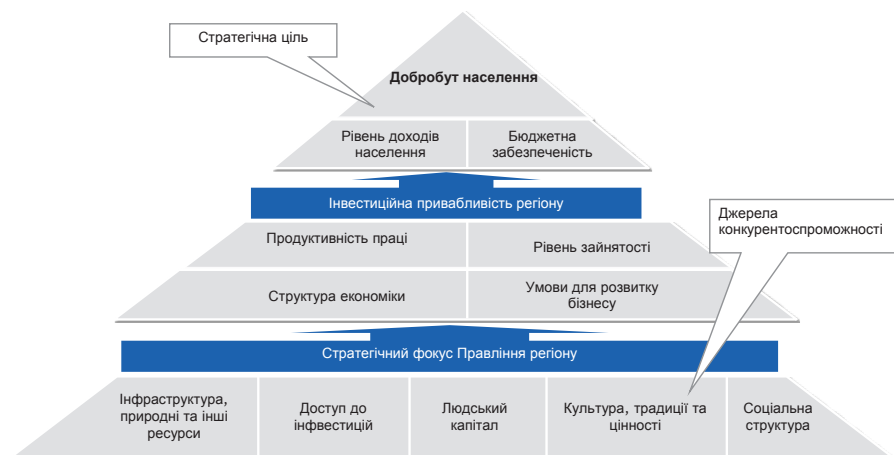 Стратегічна ціль
Добробут населення
Рівень доходів
населення
Бюджетна
забезпеченість
Інвестиційна привабливість регіону
Джерела
конкурентоспроможності
Продуктивність праці
Рівень зайнятості
Структура економіки
Умови для розвитку
бізнесу
Стратегічний фокус Правління регіону
Інфраструктура,
природні та інші
ресурси
Доступ до
інфвестицій
Людський
капітал
Культура, традиції та
цінності
Соціальна
структура